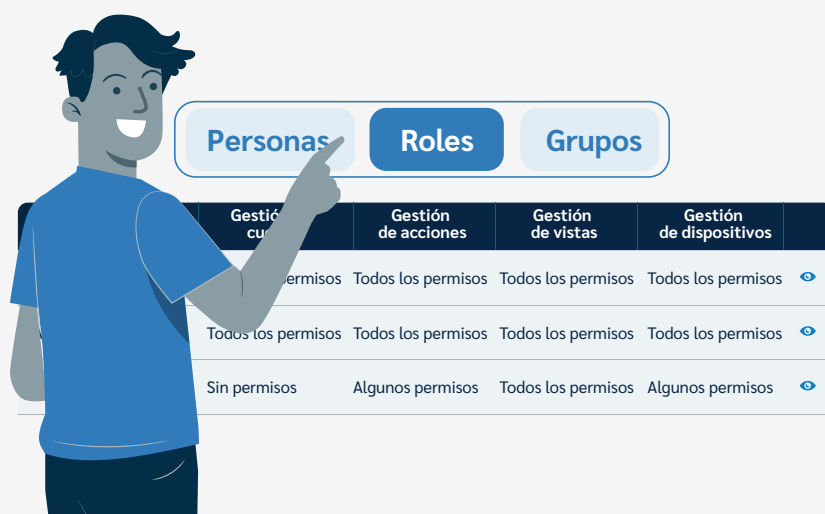 Personas Roles Grupos
Gestión Gestión Gestión
de acciones de vistas de dispositivos
permisos Todos los permisos Todos los permisos Todos los permisos
Todos los permisos Todos los permisos Todos los permisos Todos los permisos
Sin permisos Algunos permisos Todos los permisos Algunos permisos